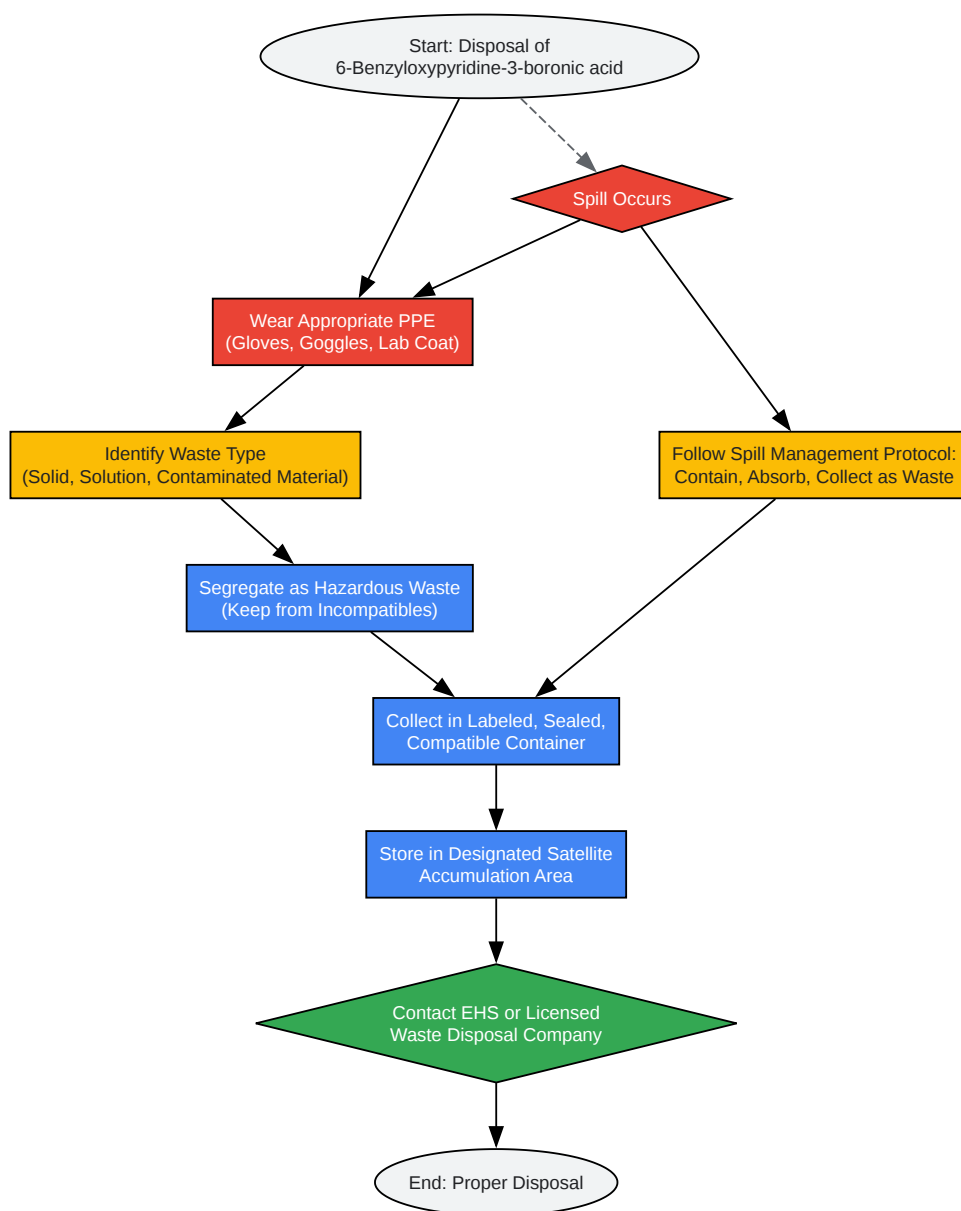 Start: Disposal of
6-Benzyloxypyridine-3-boronic acid
Spill Occurs
Wear Appropriate PPE
(Gloves, Goggles, Lab Coat)
Identify Waste Type
(Solid, Solution, Contaminated Material)
Follow Spill Management Protocol:
Contain, Absorb, Collect as Waste
Segregate as Hazardous Waste
(Keep from Incompatibles)
Collect in Labeled, Sealed,
Compatible Container
Store in Designated Satellite
Accumulation Area
Contact EHS or Licensed
Waste Disposal Company
End: Proper Disposal